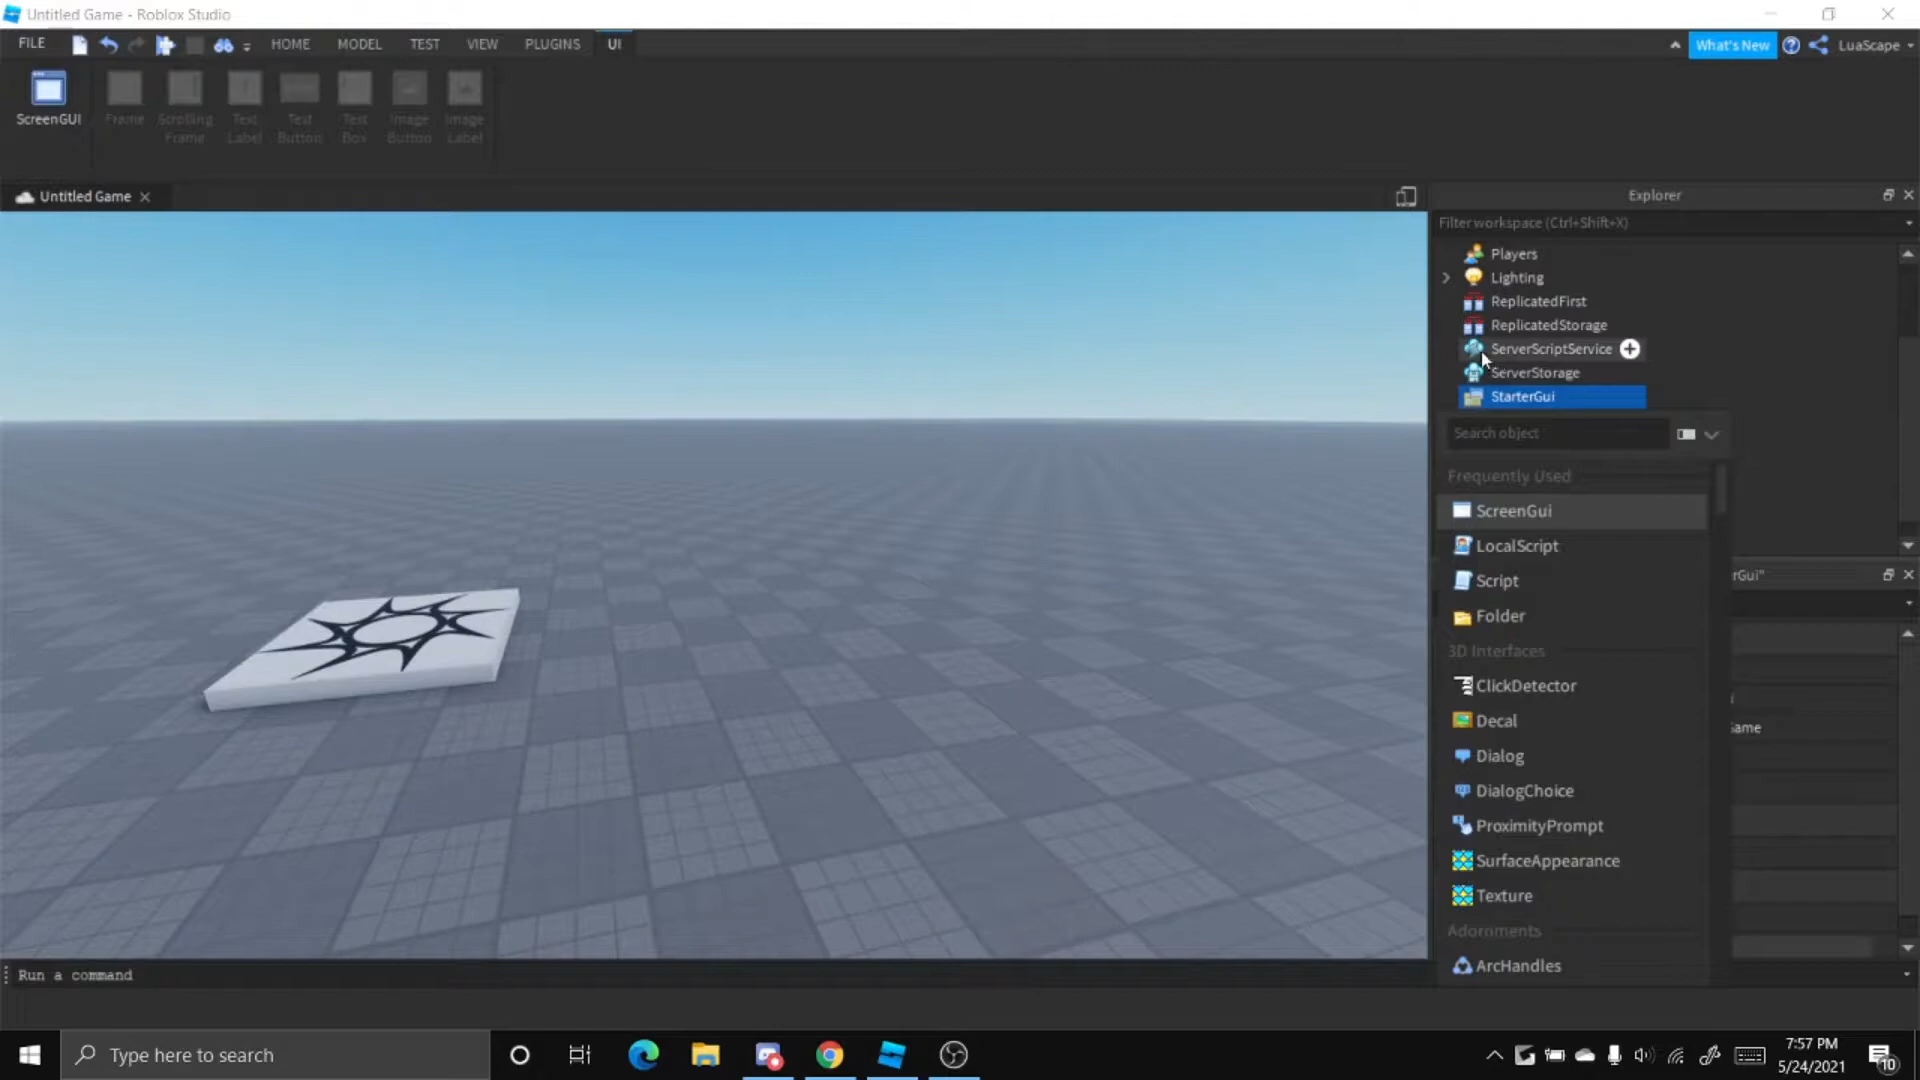 Untitled Game - Roblox Studio
FILE
HOME
MODEL
TEST
VIEW
PLUGINS
UI
What's New
LuaScape
ScreenGUI
Frame
Scrolling
Frame
Text
Label
Text
Button
Text
Box
Image
Button
Image
Label
Untitled Game
Explorer
Filter workspace (Ctrl+Shift+X)
Players
Lighting
ReplicatedFirst
ReplicatedStorage
ServerScriptService
ServerStorage
StarterGui
Search object
Frequently Used
ScreenGui
LocalScript
Script
Folder
3D Interfaces
ClickDetector
Decal
Dialog
DialogChoice
ProximityPrompt
SurfaceAppearance
Texture
Adornments
ArcHandles
rGui"
Game
Run a command
Type here to search
7:57 PM
5/24/2021
10